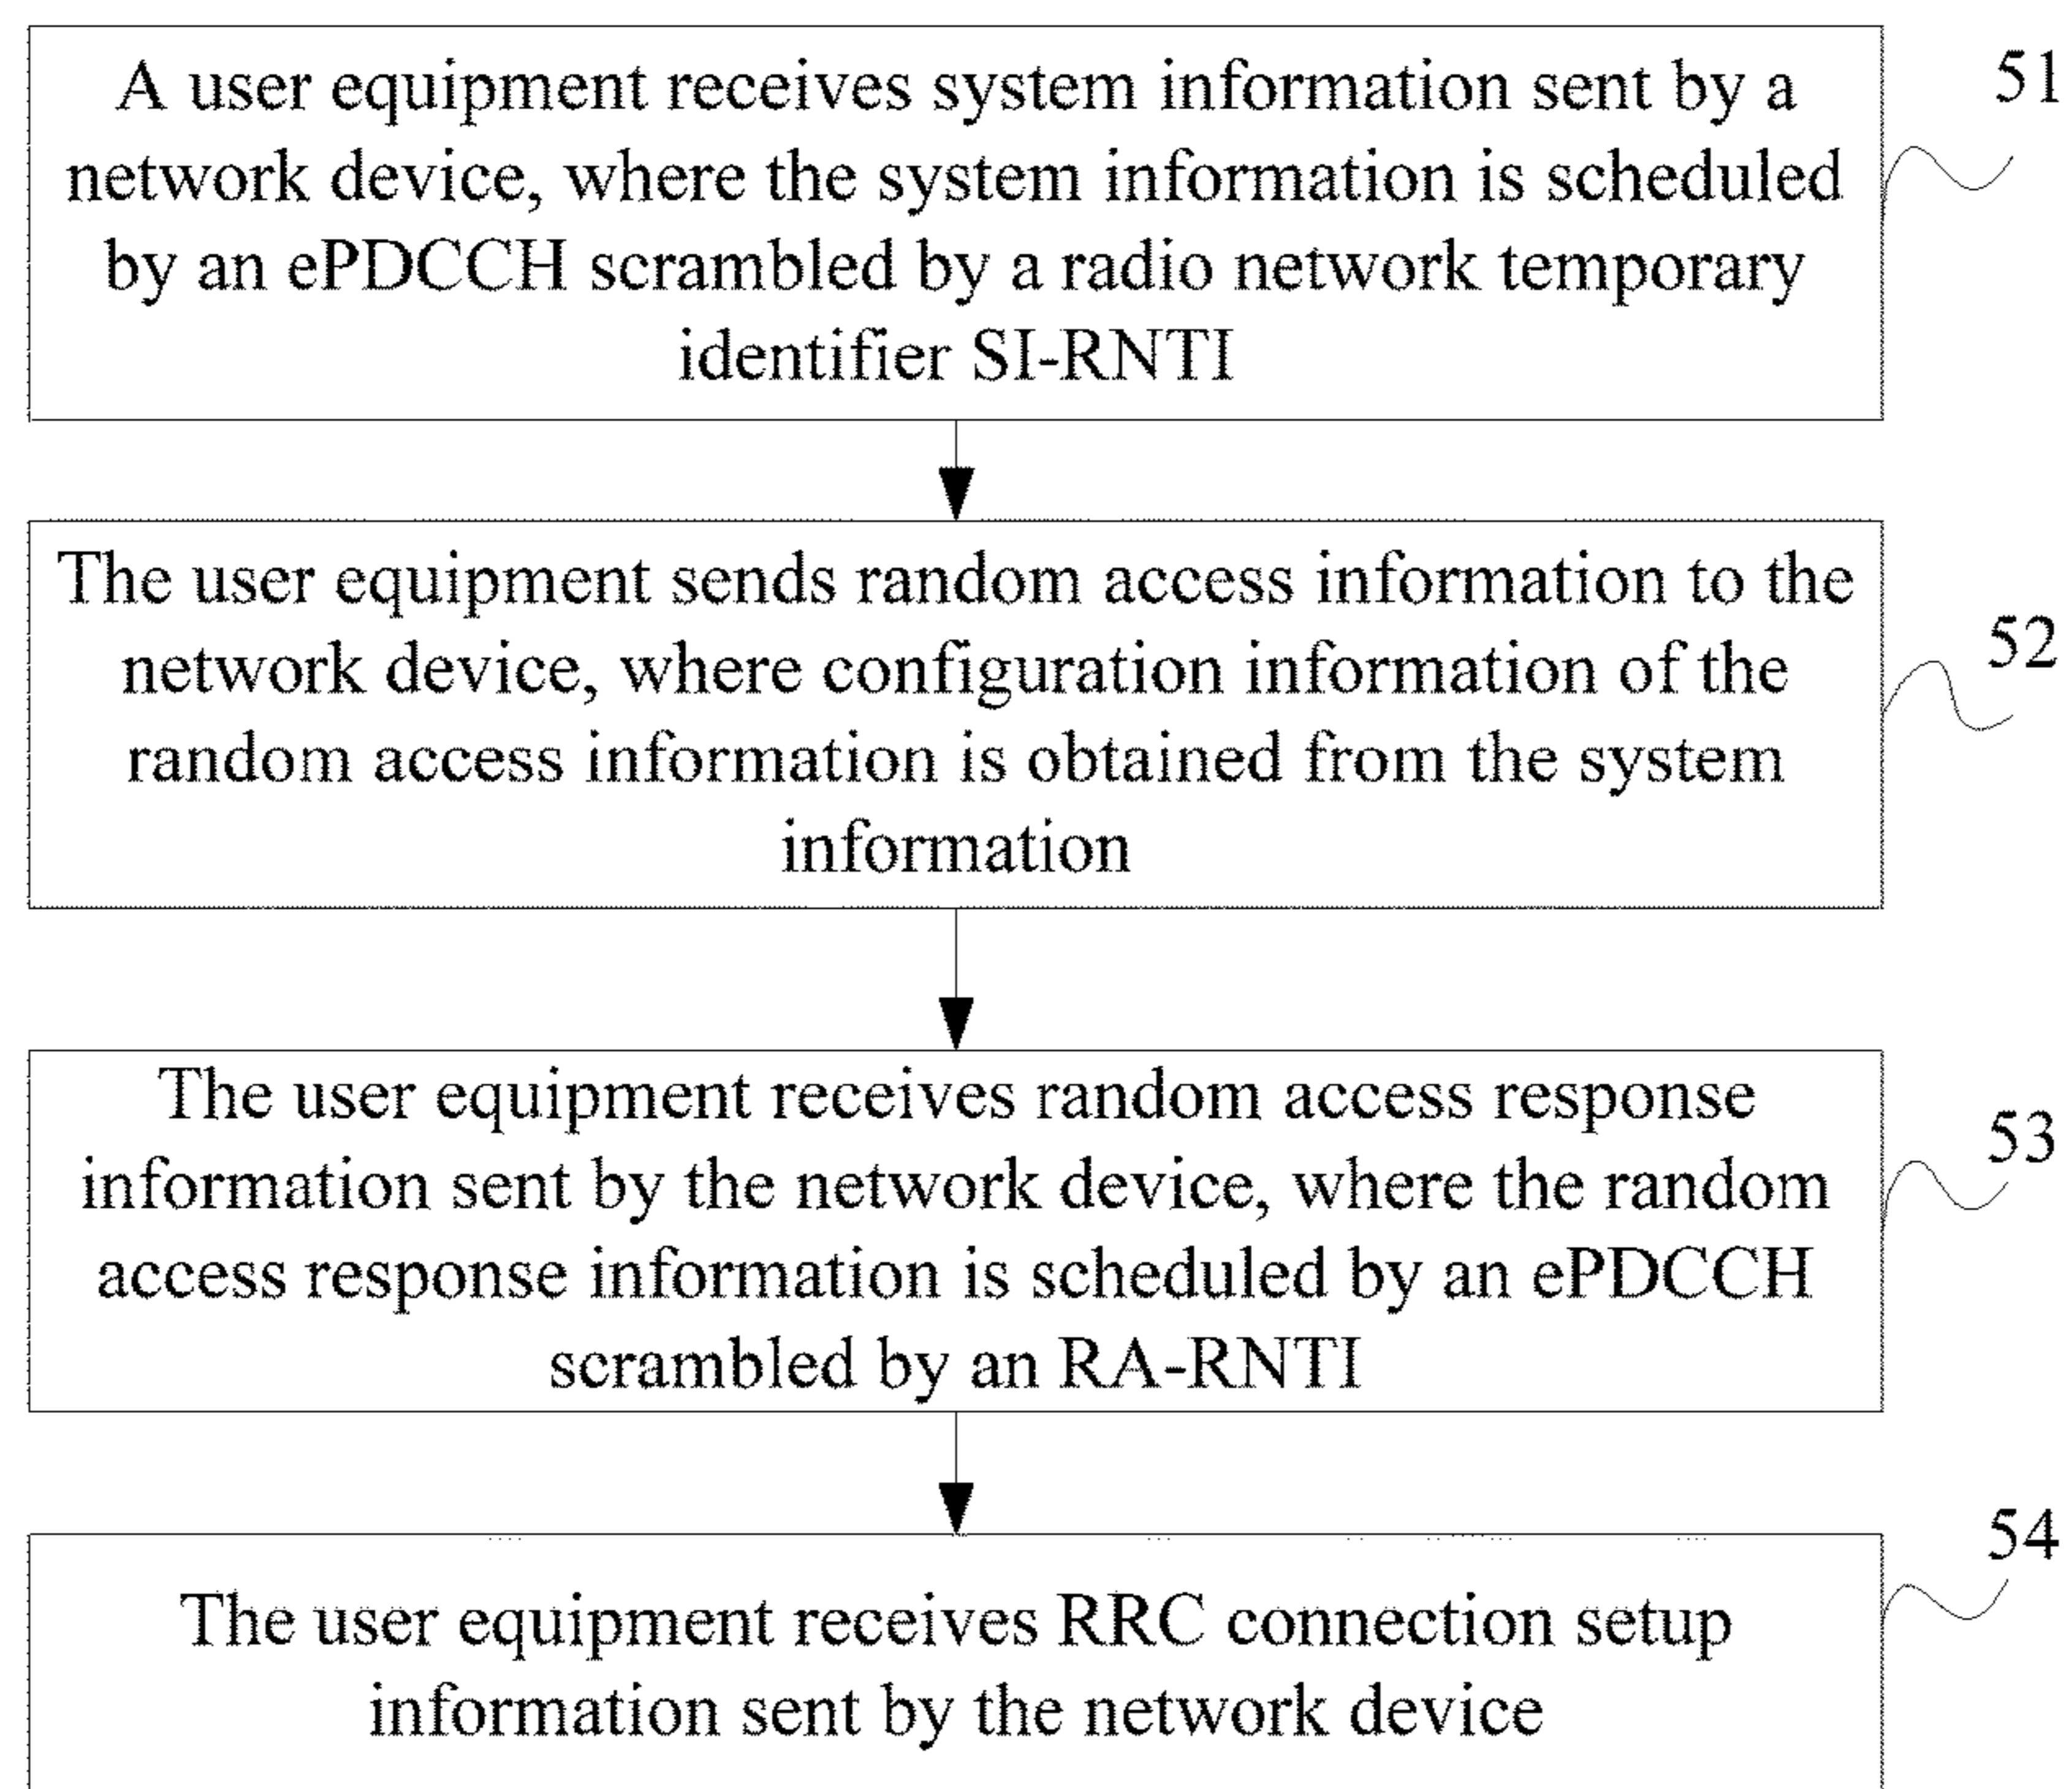 A user equipment receives system information sent by a
network device, where the system information is scheduled
by an ePDCCH scrambled by a radio network temporary
identifier SI-RNTI
51
The user equipment sends random access information to the
network device, where configuration information of the
random access information is obtained from the system
information
52
The user equipment receives random access response
information sent by the network device, where the random
access response information is scheduled by an ePDCCH
scrambled by an RA-RNTI
53
The user equipment receives RRC connection setup
information sent by the network device
54